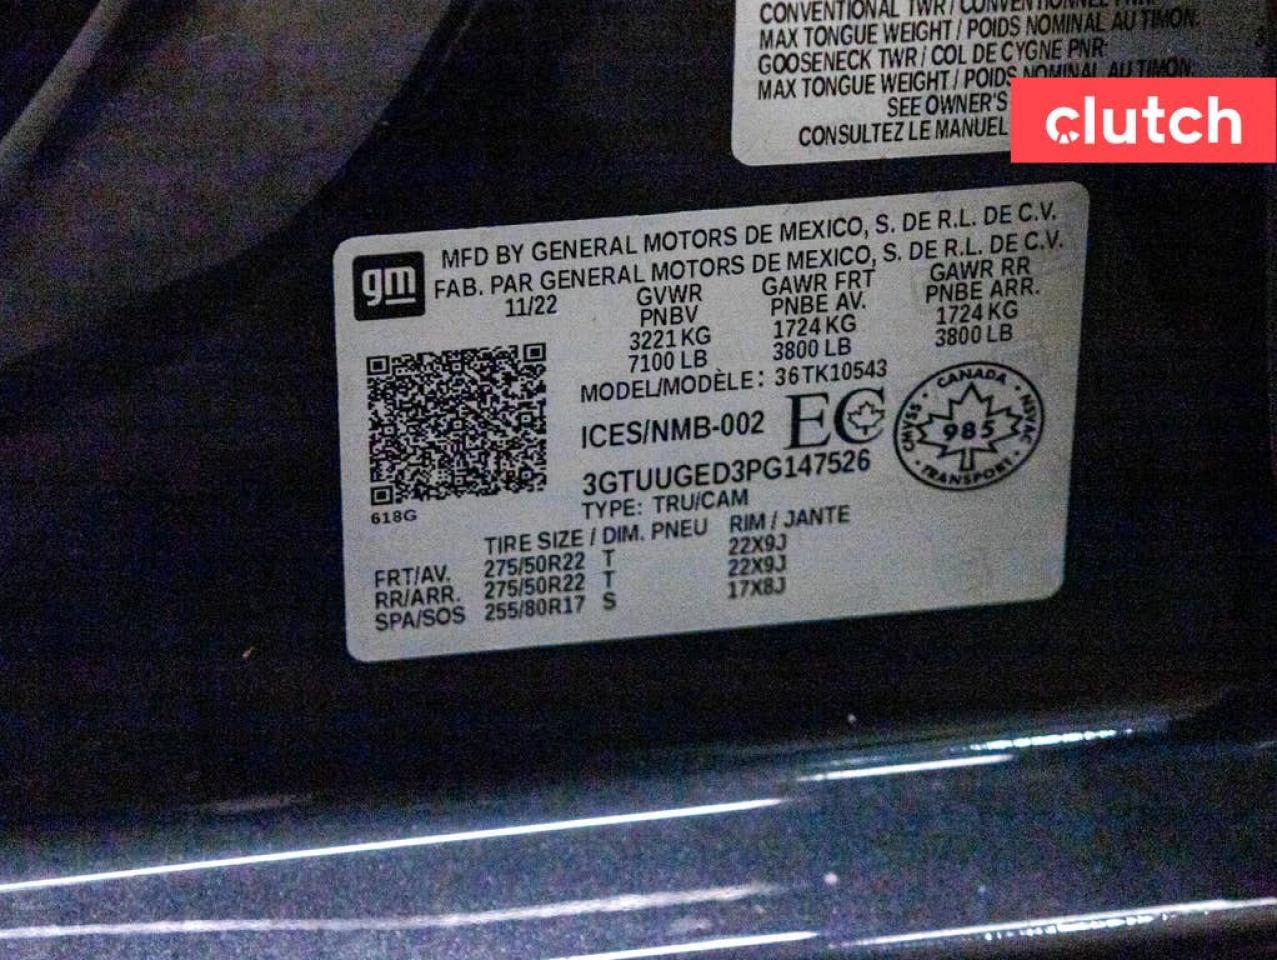 CONVENTIONAL TWR / CONVENTIONNEL PNR:
MAX TONGUE WEIGHT / POIDS NOMINAL AU TIMON:
GOOSENECK TWR / COL DE CYGNE PNR:
MAX TONGUE WEIGHT / POIDS NOMINAL AU TIMON:
SEE OWNER'S
CONSULTEZ LE MANUEL
clutch
gm
MFD BY GENERAL MOTORS DE MEXICO, S. DE R.L. DE C.V.
FAB. PAR GENERAL MOTORS DE MEXICO, S. DE R.L. DE C.V.
11/22 GVWR GAWR FRT GAWR RR
PNBV PNBE AV. PNBE ARR.
3221 KG 1724 KG 1724 KG
7100 LB 3800 LB 3800 LB
MODEL/MODÈLE: 36TK10543
ICES/NMB-002 EC
CANADA
CMVSS 985 NSVAC
TRANSPORT
3GTUUGED3PG147526
618G TYPE: TRU/CAM
TIRE SIZE / DIM. PNEU RIM / JANTE
FRT/AV. 275/50R22 T 22X9J
RR/ARR. 275/50R22 T 22X9J
SPA/SOS 255/80R17 S 17X8J